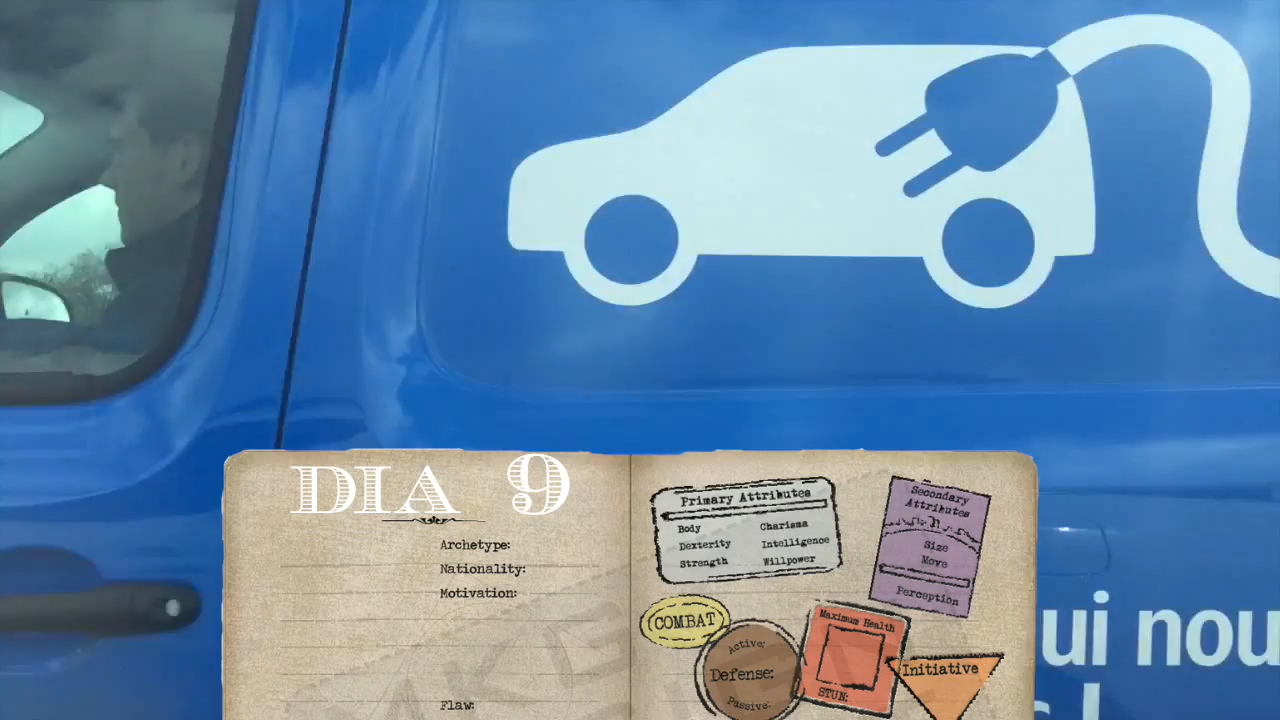 DIA 9
Archetype:
Nationality:
Motivation:
Flaw:
Primary Attributes
Body Charisma
Dexterity Intelligence
Strength Willpower
Secondary
Attributes
Size
Move
Perception
COMBAT
Active:
Defense:
Passive:
Maximum Health
STUN:
Initiative
ui nou